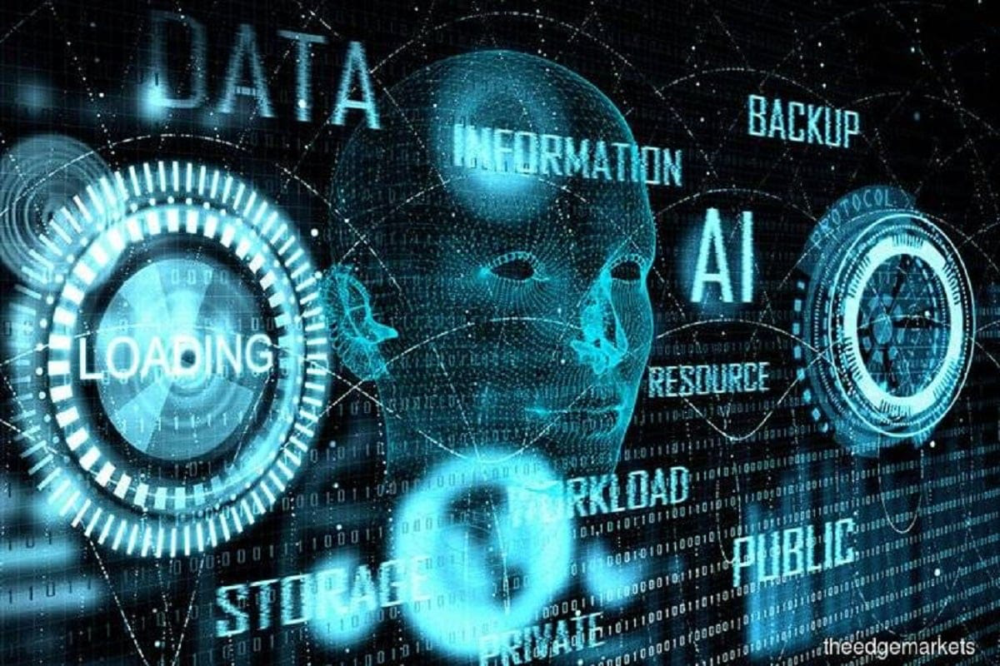 DATA
BACKUP
INFORMATION
PROTOCOL
AI
LOADING
RESOURCE
WORKLOAD
PUBLIC
STORAGE
PRIVATE
theedgemarkets